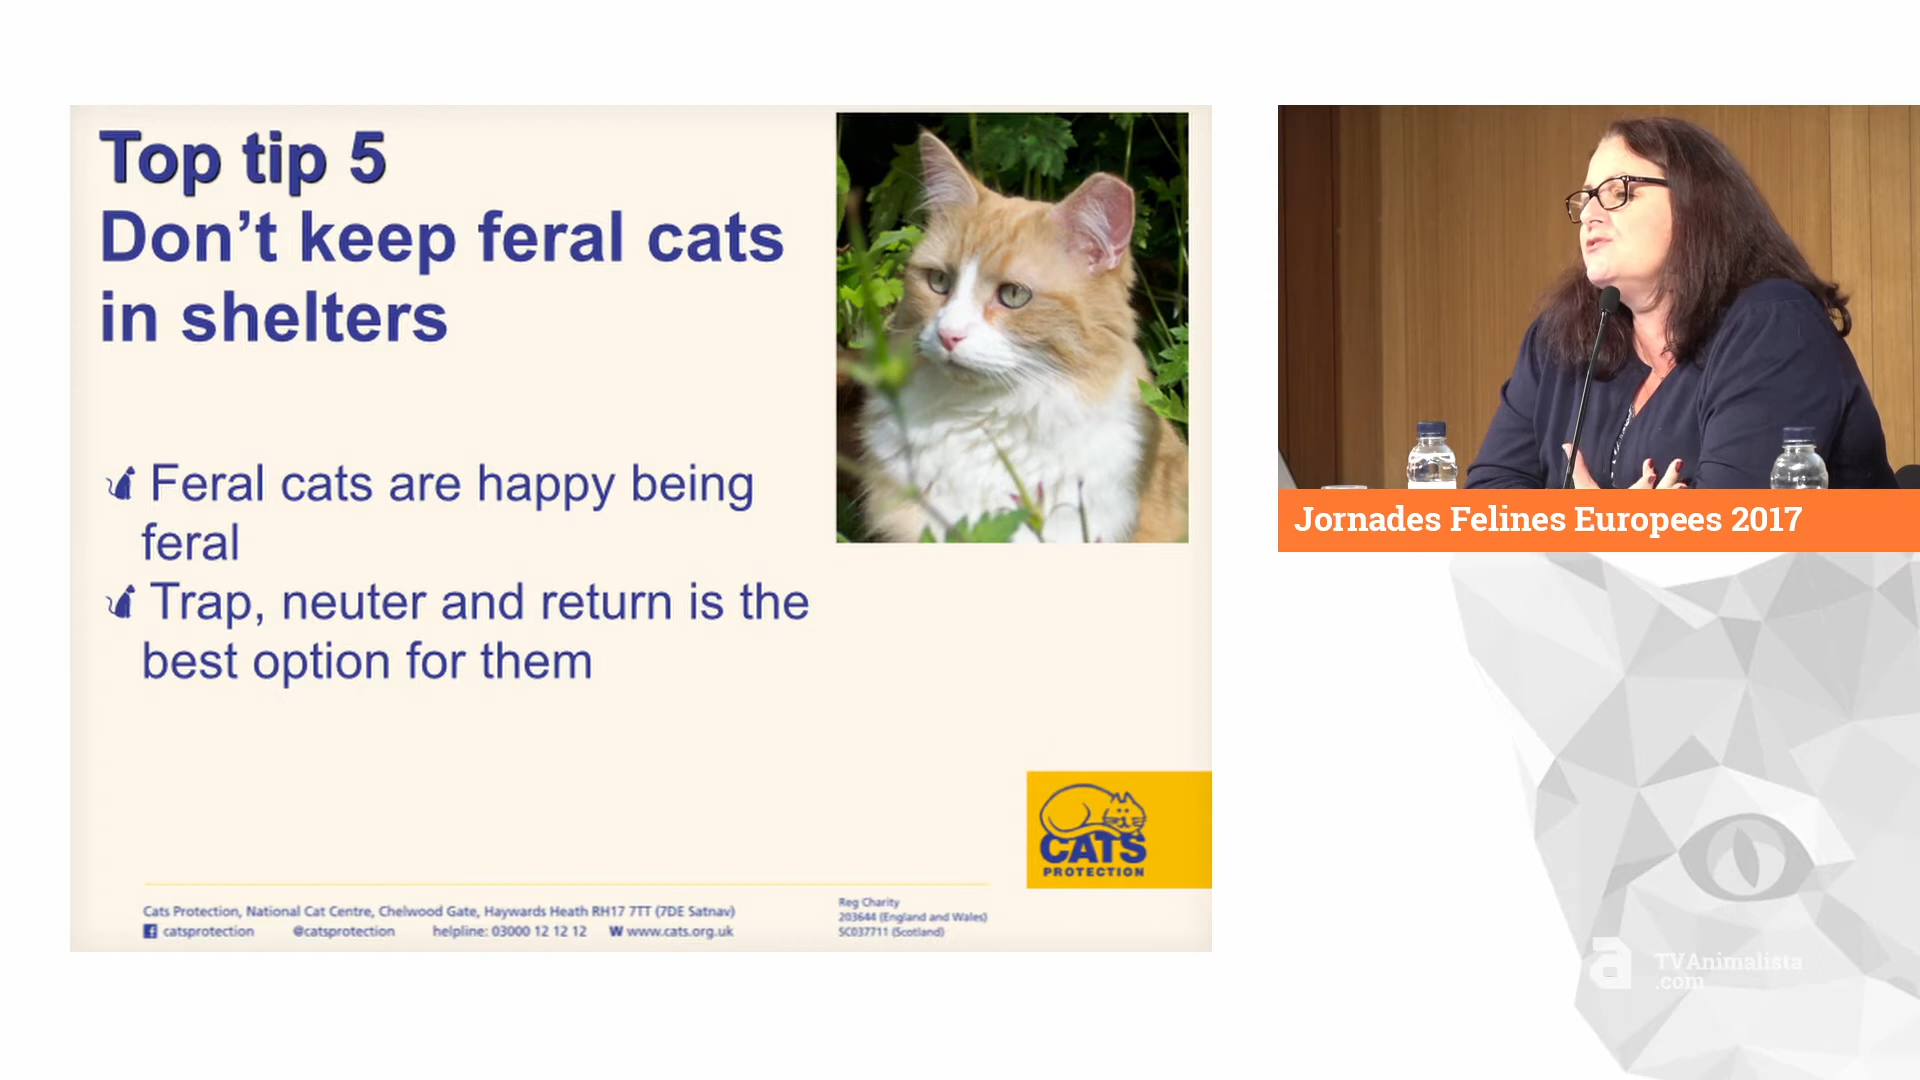 Top tip 5
Don't keep feral cats
in shelters
Feral cats are happy being
feral
Trap, neuter and return is the
best option for them
CATS
PROTECTION
Cats Protection, National Cat Centre, Chelwood Gate, Haywards Heath RH17 7TT (7DE Satnav)
catsprotection @catsprotection helpline: 03000 12 12 12 W www.cats.org.uk
Reg Charity
203644 (England and Wales)
SC037711 (Scotland)
Jornades Felines Europees 2017
a TVAnimalista
.com